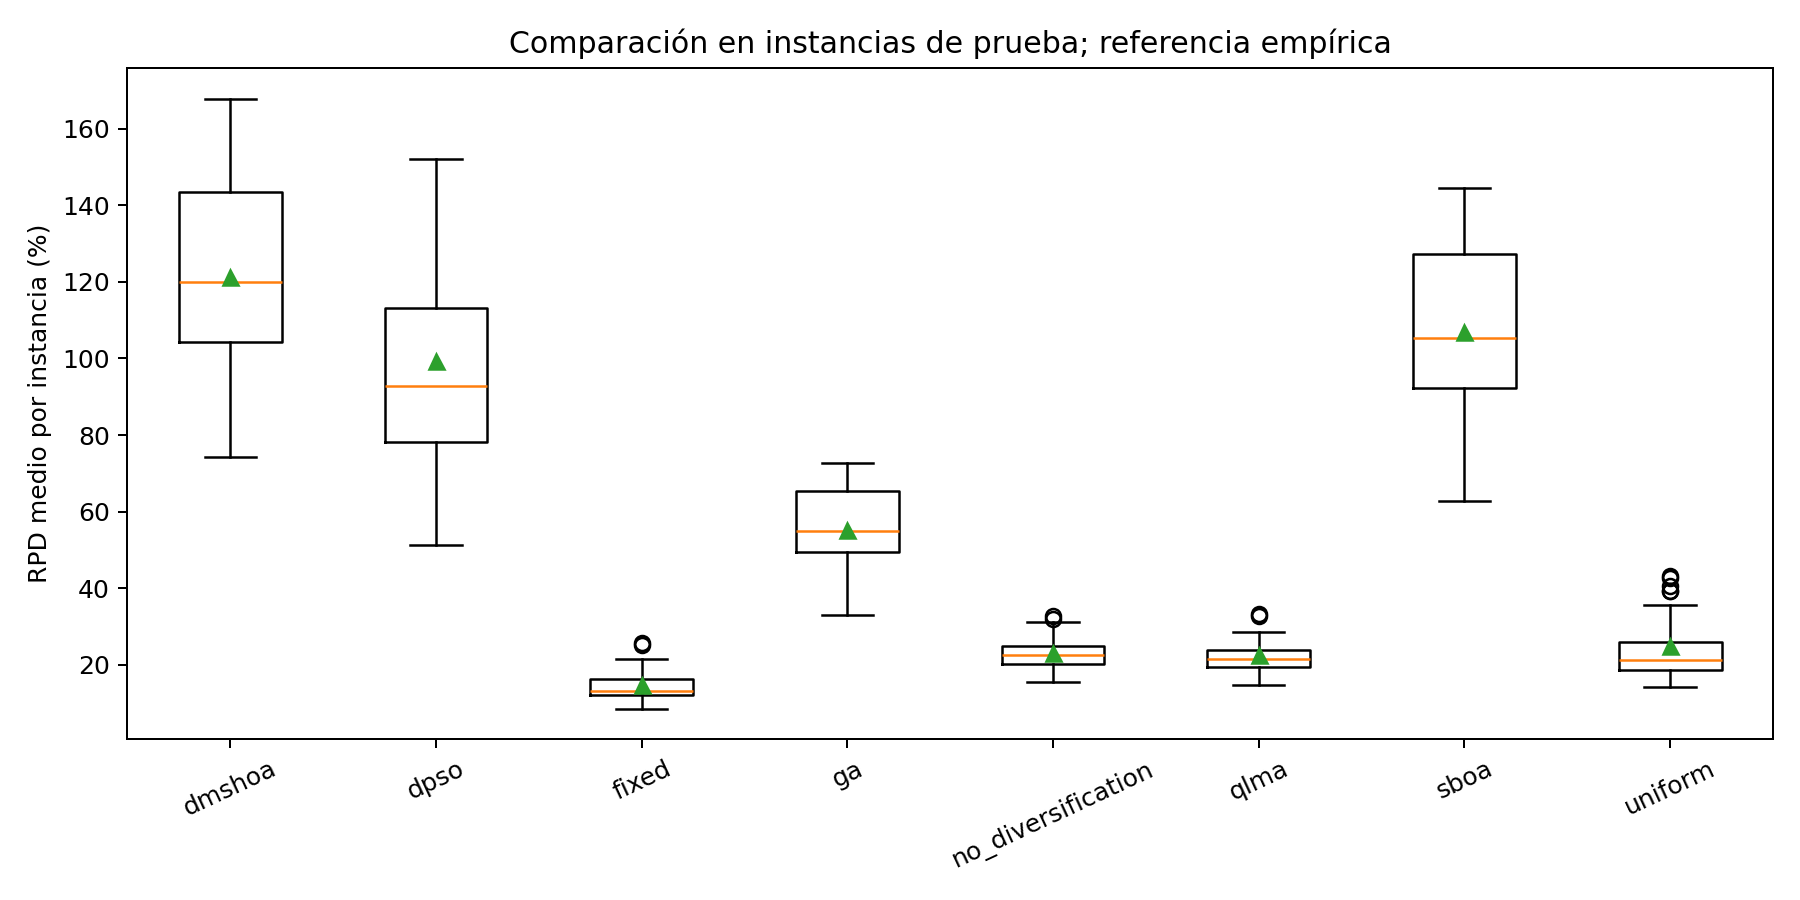 Comparación en instancias de prueba; referencia empírica
RPD medio por instancia (%)
160
140
120
100
80
60
40
20
dmshoa
dpso
fixed
ga
no_diversification
qlma
sboa
uniform